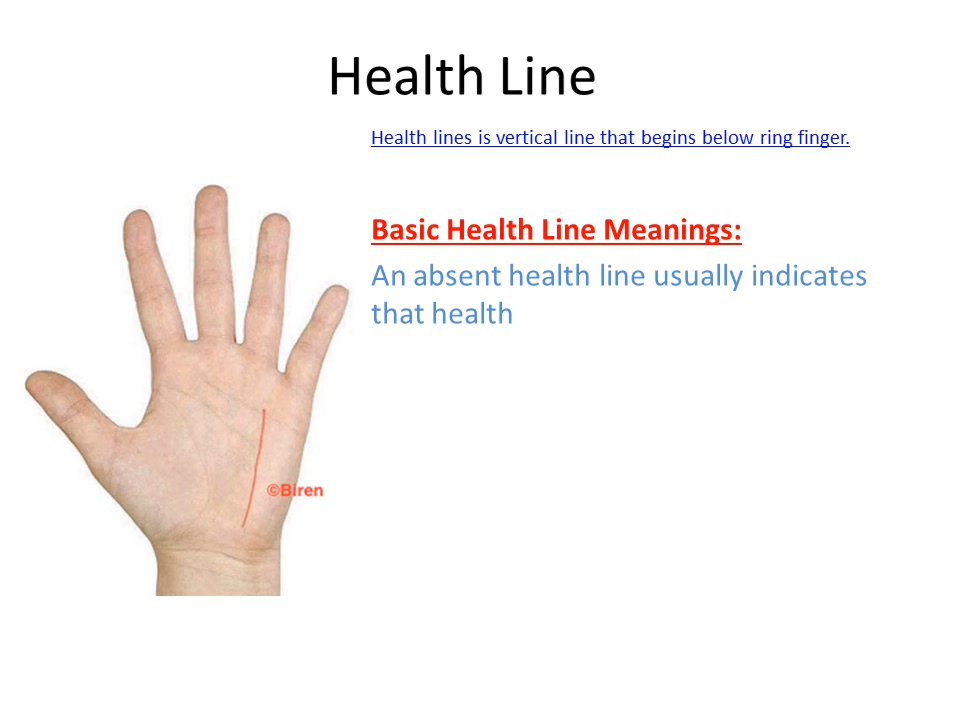 Health Line
Health lines is vertical line that begins below ring finger.
Basic Health Line Meanings:
An absent health line usually indicates
that health
©Biren